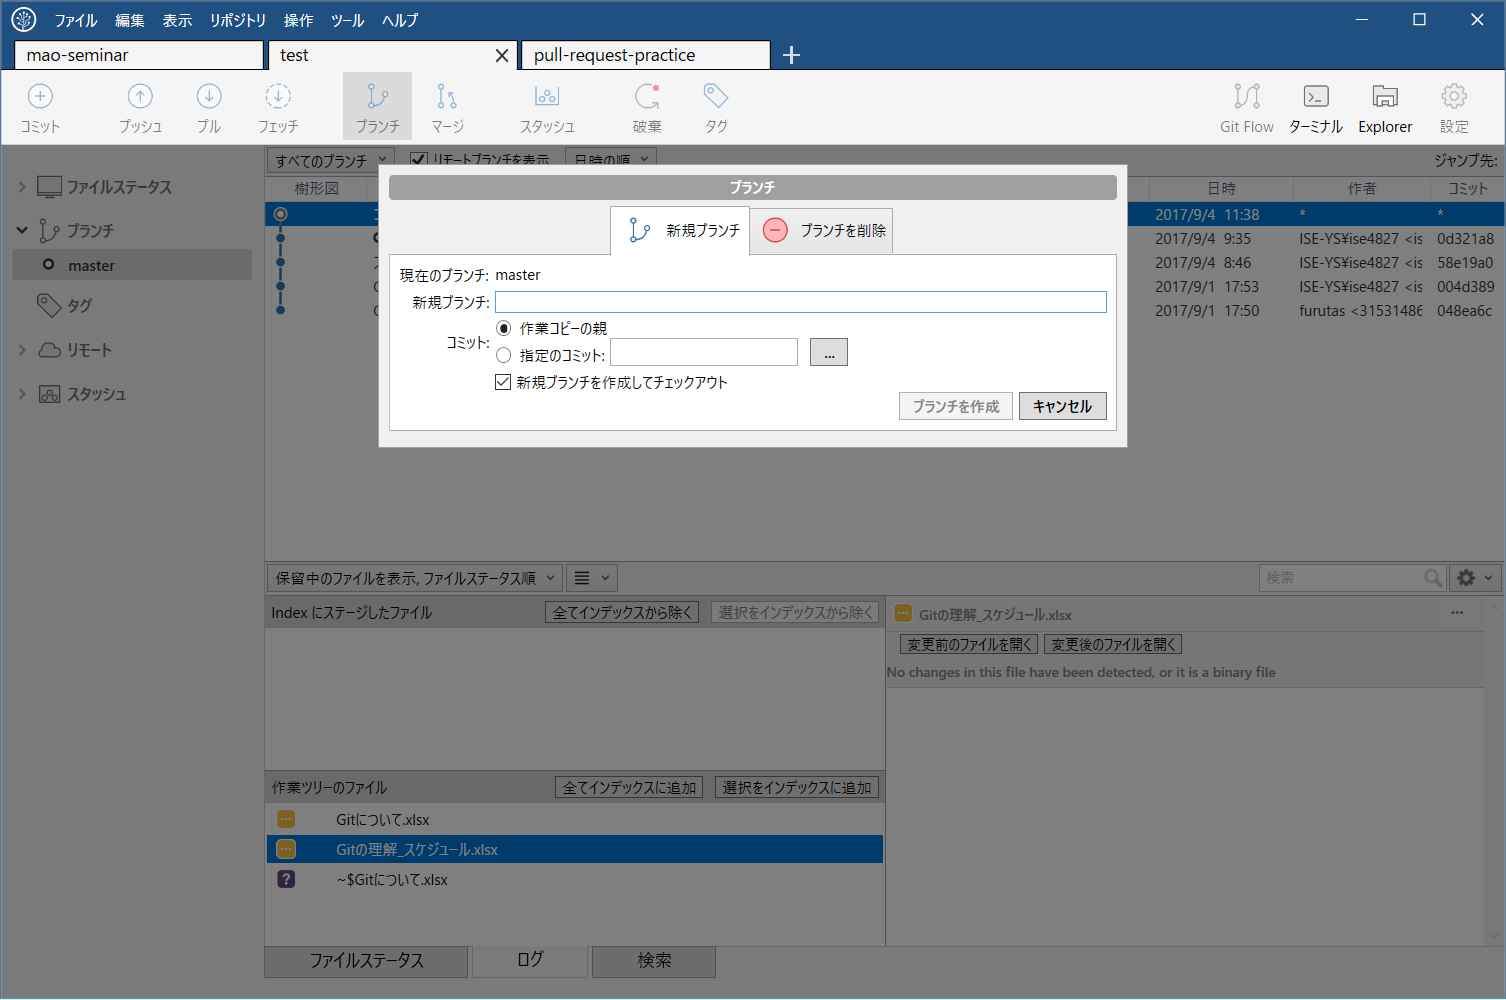 ファイル 編集 表示 リポジトリ 操作 ツール ヘルプ
mao-seminar test pull-request-practice
コミット プッシュ プル フェッチ ブランチ マージ スタッシュ 破棄 タグ Git Flow ターミナル Explorer 設定
すべてのブランチ リモートブランチを表示 日時の順 ジャンプ先:
樹形図 日時 作者 コミット
ファイルステータス
ブランチ
master
タグ
リモート
スタッシュ
ブランチ
新規ブランチ ブランチを削除
現在のブランチ: master
新規ブランチ:
コミット:
作業コピーの親
指定のコミット: ...
新規ブランチを作成してチェックアウト
ブランチを作成 キャンセル
2017/9/4 11:38 * *
2017/9/4 9:35 ISE-YS¥ise4827 <is 0d321a8
2017/9/4 8:46 ISE-YS¥ise4827 <is 58e19a0
2017/9/1 17:53 ISE-YS¥ise4827 <is 004d389
2017/9/1 17:50 furutas <31531486 048ea6c
保留中のファイルを表示, ファイルステータス順 検索
Index にステージしたファイル 全てインデックスから除く 選択をインデックスから除く
Gitの理解_スケジュール.xlsx
変更前のファイルを開く 変更後のファイルを開く
No changes in this file have been detected, or it is a binary file
作業ツリーのファイル 全てインデックスに追加 選択をインデックスに追加
Gitについて.xlsx
Gitの理解_スケジュール.xlsx
~$Gitについて.xlsx
ファイルステータス ログ 検索